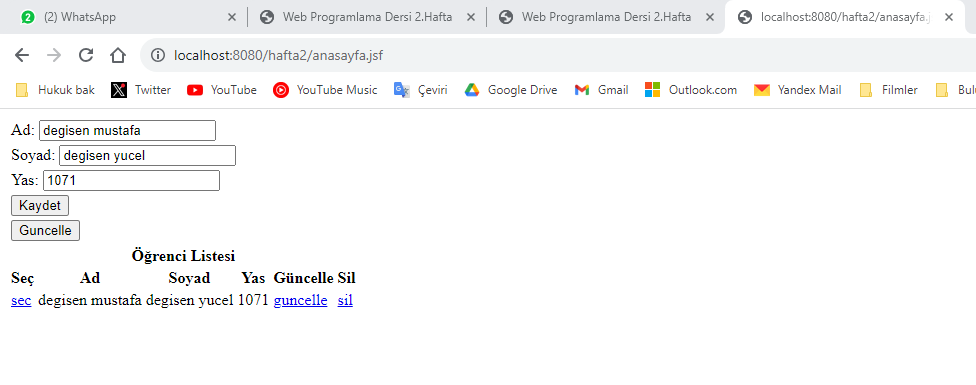 (2) WhatsApp
Web Programlama Dersi 2.Hafta
Web Programlama Dersi 2.Hafta
localhost:8080/hafta2/anasayfa.js
localhost:8080/hafta2/anasayfa.jsf
Hukuk bak Twitter YouTube YouTube Music Çeviri Google Drive Gmail Outlook.com Yandex Mail Filmler Bulu
Ad: degisen mustafa
Soyad: degisen yucel
Yas: 1071
Kaydet
Guncelle
Öğrenci Listesi
Seç Ad Soyad Yas Güncelle Sil
sec degisen mustafa degisen yucel 1071 guncelle sil